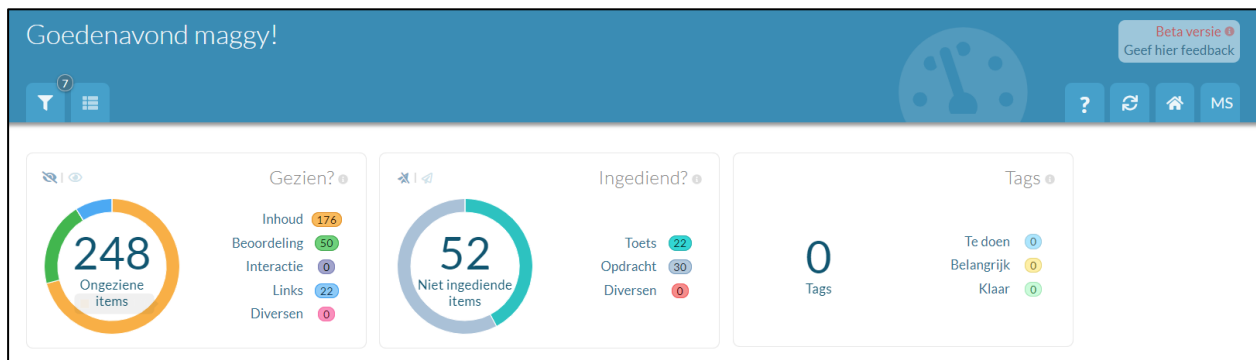 Goedenavond maggy!
Beta versie
Geef hier feedback
7
? MS
Gezien?
248
Ongeziene
items
Inhoud 176
Beoordeling 50
Interactie 0
Links 22
Diversen 0
Ingediend?
52
Niet ingediende
items
Toets 22
Opdracht 30
Diversen 0
Tags
0
Tags
Te doen 0
Belangrijk 0
Klaar 0